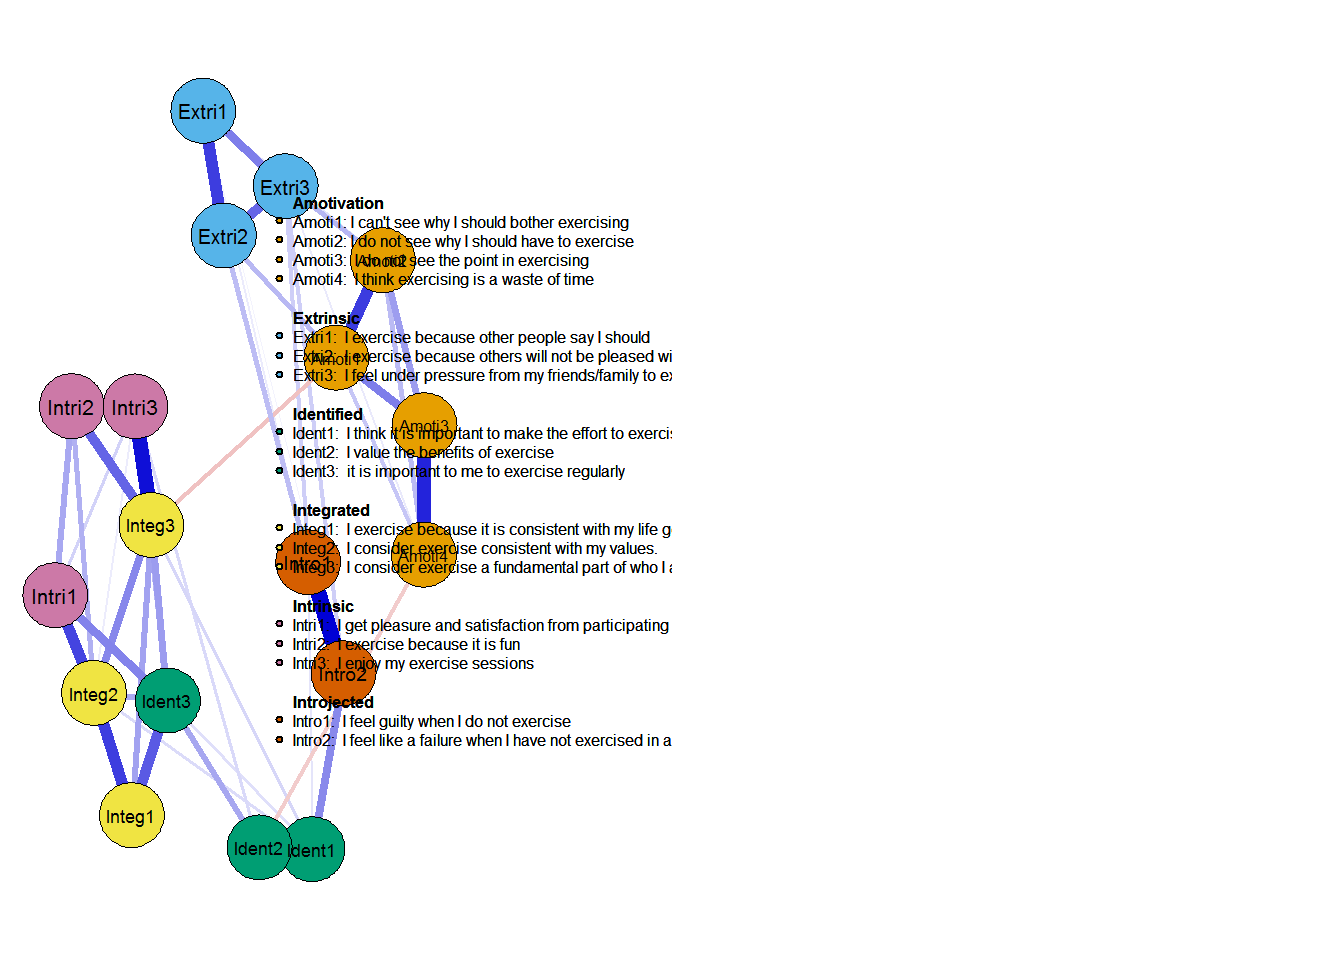 Extri1
Extri3
Extri2
Amotivation
Amoti1: I can't see why I should bother exercising
Amoti2: I do not see why I should have to exercise
Amoti2
Amoti3: I do not see the point in exercising
Amoti4: I think exercising is a waste of time
Extrinsic
Extri1: I exercise because other people say I should
Extri2: I exercise because others will not be pleased wi
Amoti1
Extri3: I feel under pressure from my friends/family to ex
Intri2
Intri3
Identified
Amoti3
Ident1: I think it is important to make the effort to exercis
Ident2: I value the benefits of exercise
Ident3: it is important to me to exercise regularly
Integrated
Integ3
Integ1: I exercise because it is consistent with my life g
Integ2: I consider exercise consistent with my values.
Amoti4
Intro1
Integ3: I consider exercise a fundamental part of who I a
Intri1
Intrinsic
Intri1: I get pleasure and satisfaction from participating
Intri2: I exercise because it is fun
Intri3: I enjoy my exercise sessions
Intro2
Integ2
Ident3
Introjected
Intro1: I feel guilty when I do not exercise
Intro2: I feel like a failure when I have not exercised in a
Integ1
Ident2
Ident1